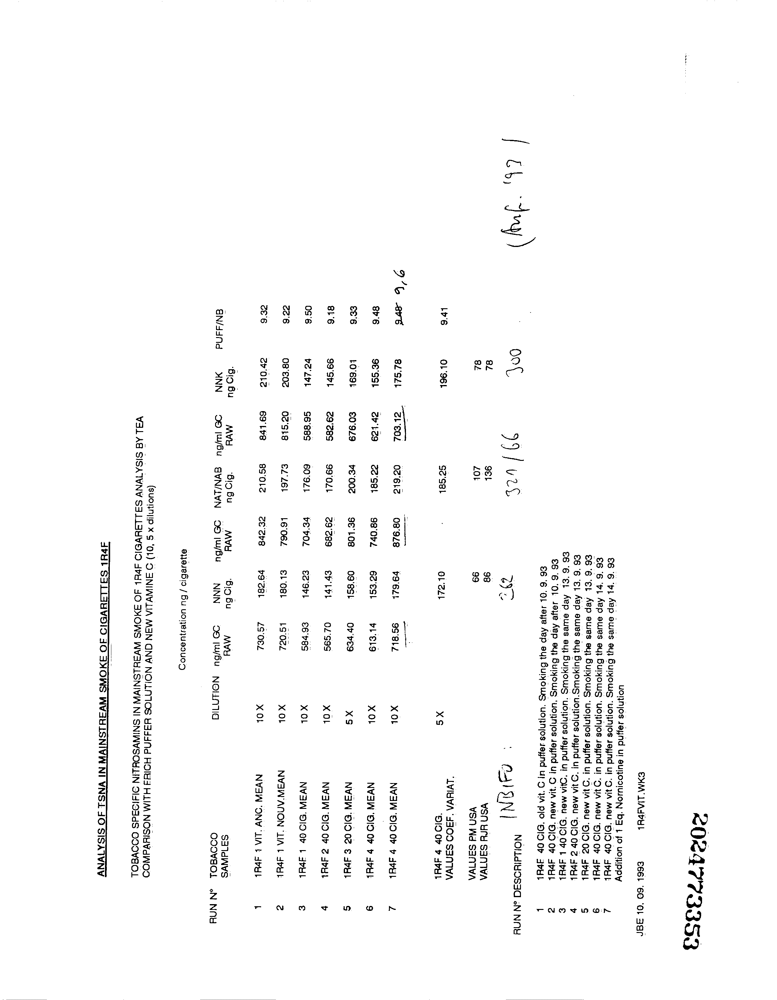 ANALYSIS OF TSNA IN MAINSTREAM SMOKE OF CIGARETTES 1R4F
TOBACCO SPECIFIC NITROSAMINS IN MAINSTREAM SMOKE OF 1R4F CIGARETTES ANALYSIS BY TEA
COMPARISON WITH FRICH PUFFER SOLUTION AND NEW VITAMINE C (10, 5 x dilutions)
Concentration ng / cigarette
RUN N° TOBACCO SAMPLES DILUTION ng/ml GC RAW NNN ng Cig. ng/ml GC RAW NAT/NAB ng Cig. ng/ml GC RAW NNK ng Cig. PUFF/NB
1 1R4F 1 VIT. ANC. MEAN 10 X 730.57 182.64 842.32 210.58 841.69 210.42 9.32
2 1R4F 1 VIT. NOUV.MEAN 10 X 720.51 180.13 790.91 197.73 815.20 203.80 9.22
3 1R4F 1 40 CIG. MEAN 10 X 584.93 146.23 704.34 176.09 588.95 147.24 9.50
4 1R4F 2 40 CIG. MEAN 10 X 565.70 141.43 682.62 170.66 582.62 145.66 9.18
5 1R4F 3 20 CIG. MEAN 5 X 634.40 158.60 801.36 200.34 676.03 169.01 9.33
6 1R4F 4 40 CIG. MEAN 10 X 613.14 153.29 740.86 185.22 621.42 155.36 9.48
7 1R4F 4 40 CIG. MEAN 10 X 718.56 179.64 876.80 219.20 703.12 175.78 9.48 9,6
1R4F 4 40 CIG. 5 X 172.10 185.25 196.10 9.41
VALUES COEF. VARIAT.
VALUES PM USA 66 107 78
VALUES RJR USA 86 136 78
INBIFO : 262 321/66 300 (Anf. '93)
RUN N° DESCRIPTION
1 1R4F 40 CIG. old vit. C in puffer solution. Smoking the day after 10. 9. 93
2 1R4F 40 CIG. new vit. C in puffer solution. Smoking the day after 10. 9. 93
3 1R4F 1 40 CIG. new vitC. in puffer solution. Smoking the same day 13. 9. 93
4 1R4F 2 40 CIG. new vit C. in puffer solution.Smoking the same day 13. 9. 93
5 1R4F 20 CIG. new vit C. in puffer solution. Smoking the same day 13. 9. 93
6 1R4F 40 CIG. new vit C. in puffer solution. Smoking the same day 14. 9. 93
7 1R4F 40 CIG. new vit C. in puffer solution. Smoking the same day 14. 9. 93
Addition of 1 Eq. Nornicotine in puffer solution
JBE 10. 09. 1993 1R4FVIT.WK3
2024773353